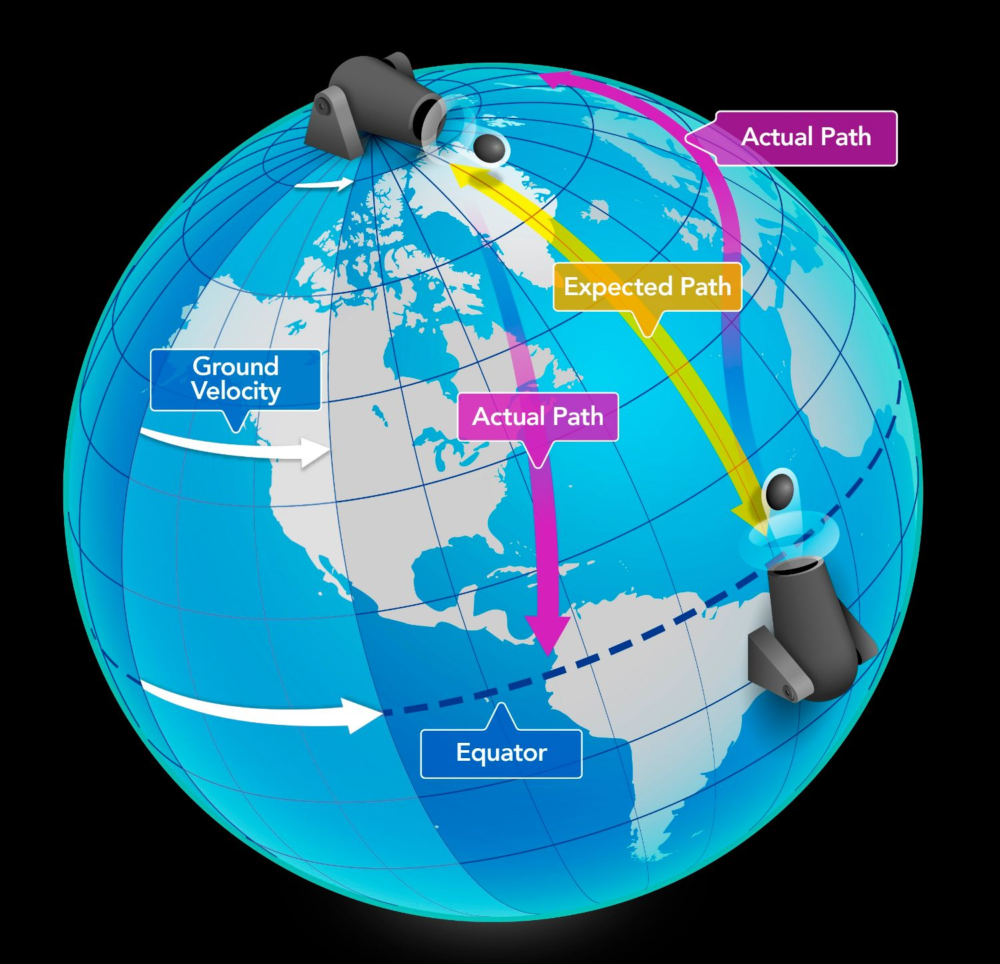 Actual Path
Expected Path
Ground
Velocity
Actual Path
Equator